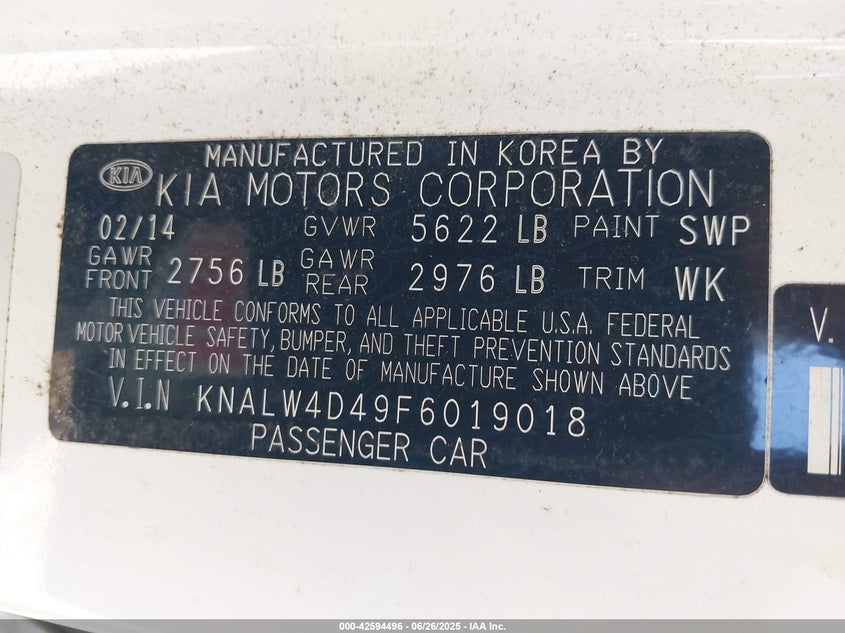 MANUFACTURED IN KOREA BY
KIA KIA MOTORS CORPORATION
02/14 GVWR 5622 LB PAINT SWP
GAWR FRONT 2756 LB GAWR REAR 2976 LB TRIM WK
THIS VEHICLE CONFORMS TO ALL APPLICABLE U.S.A. FEDERAL
MOTOR VEHICLE SAFETY, BUMPER, AND THEFT PREVENTION STANDARDS
IN EFFECT ON THE DATE OF MANUFACTURE SHOWN ABOVE
V.I.N KNALW4D49F6019018
PASSENGER CAR
V.
000-42594496 - 06/26/2025 - IAA Inc.